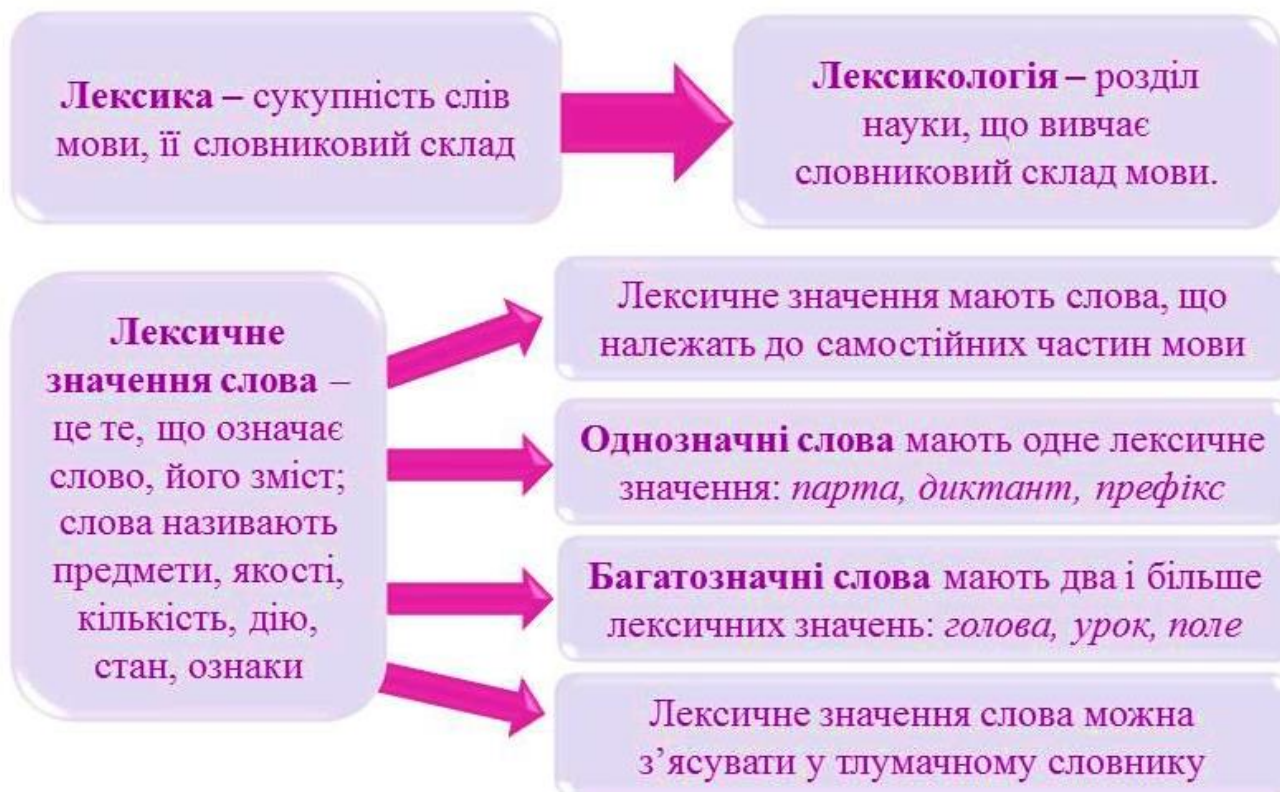 Лексика – сукупність слів
мови, її словниковий склад
Лексикологія – розділ
науки, що вивчає
словниковий склад мови.
Лексичне
значення слова –
це те, що означає
слово, його зміст;
слова називають
предмети, якості,
кількість, дію,
стан, ознаки
Лексичне значення мають слова, що
належать до самостійних частин мови
Однозначні слова мають одне лексичне
значення: парта, диктант, префікс
Багатозначні слова мають два і більше
лексичних значень: голова, урок, поле
Лексичне значення слова можна
з’ясувати у тлумачному словнику